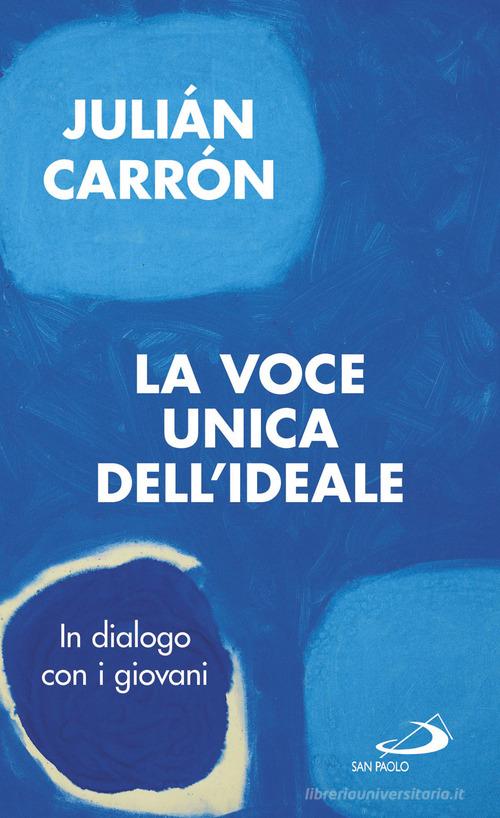 JULIÁN
CARRÓN
LA VOCE
UNICA
DELL'IDEALE
In dialogo
con i giovani
SAN PAOLO
libreriauniversitaria.it